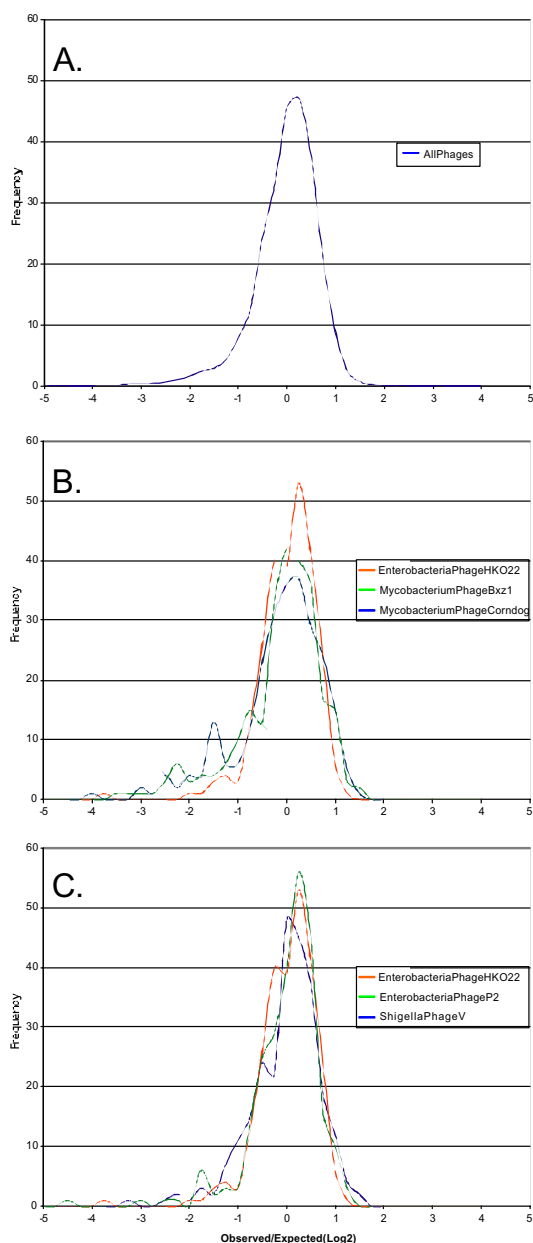 A.
60
50
40
30
20
10
0
Frequency
AllPhages
-5 -4 -3 -2 -1 0 1 2 3 4 5
B.
60
50
40
30
20
10
0
Frequency
EnterobacteriaPhageHKO22
MycobacteriumPhageBxz1
MycobacteriumPhageCorndog
-5 -4 -3 -2 -1 0 1 2 3 4 5
C.
60
50
40
30
20
10
0
Frequency
EnterobacteriaPhageHKO22
EnterobacteriaPhageP2
ShigellaPhageV
-5 -4 -3 -2 -1 0 1 2 3 4 5
Observed/Expected(Log2)